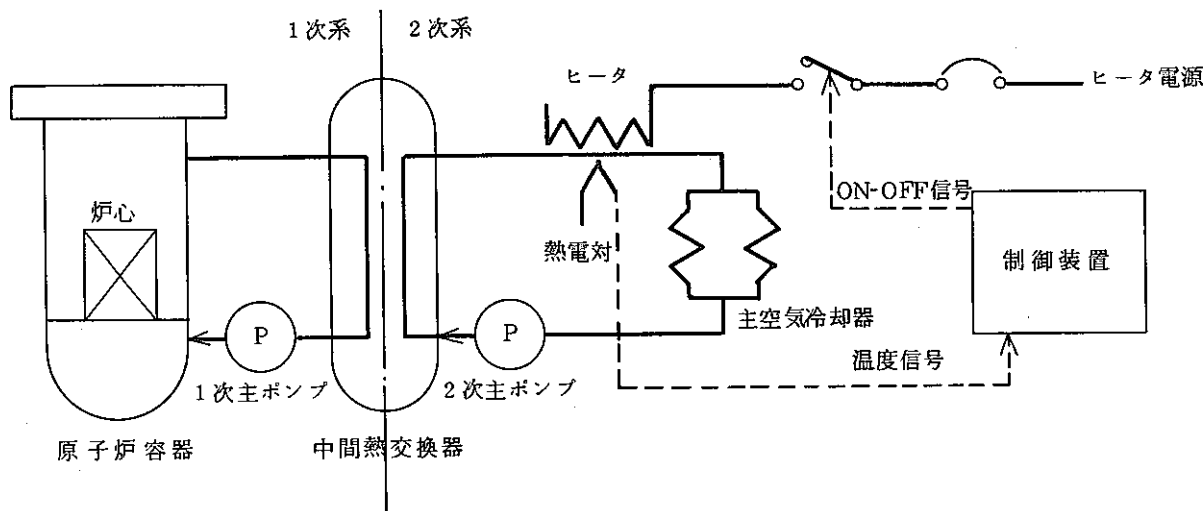 1次系
2次系
ヒータ
ヒータ電源
炉心
熱電対
ON-OFF信号
制御装置
P
P
主空気冷却器
温度信号
1次主ポンプ
2次主ポンプ
原子炉容器
中間熱交換器